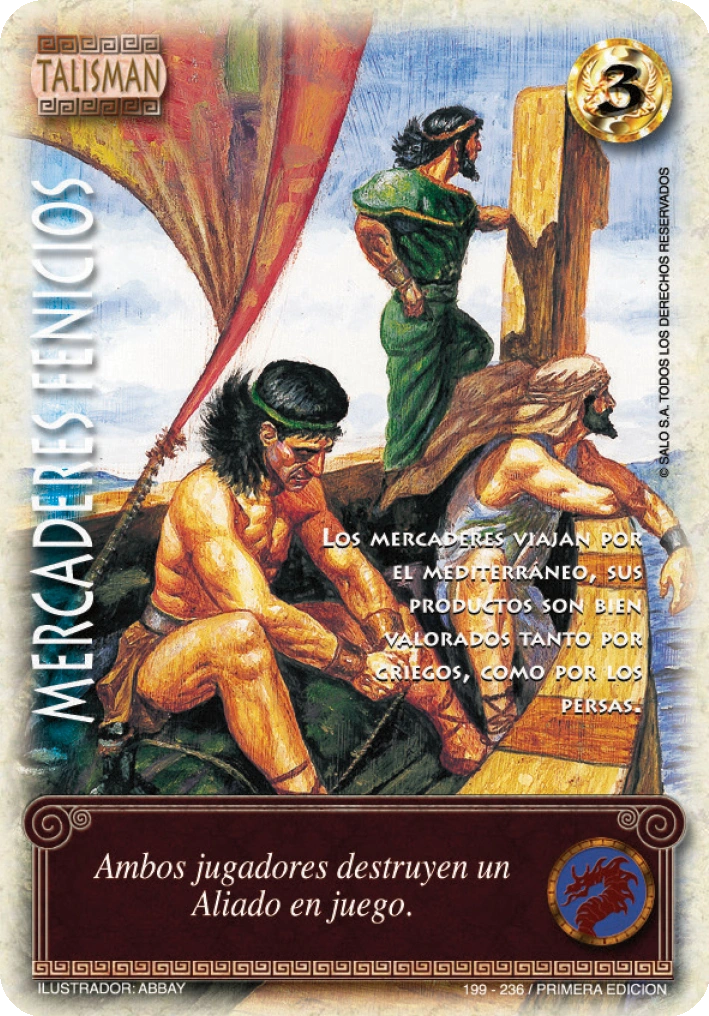 TALISMAN
3
MERCADERES FENICIOS
© SALO S.A. TODOS LOS DERECHOS RESERVADOS
LOS MERCADERES VIAJAN POR
EL MEDITERRÁNEO, SUS
PRODUCTOS SON BIEN
VALORADOS TANTO POR
GRIEGOS, COMO POR LOS
PERSAS.
Ambos jugadores destruyen un
Aliado en juego.
ILUSTRADOR: ABBAY
199 - 236 / PRIMERA EDICION